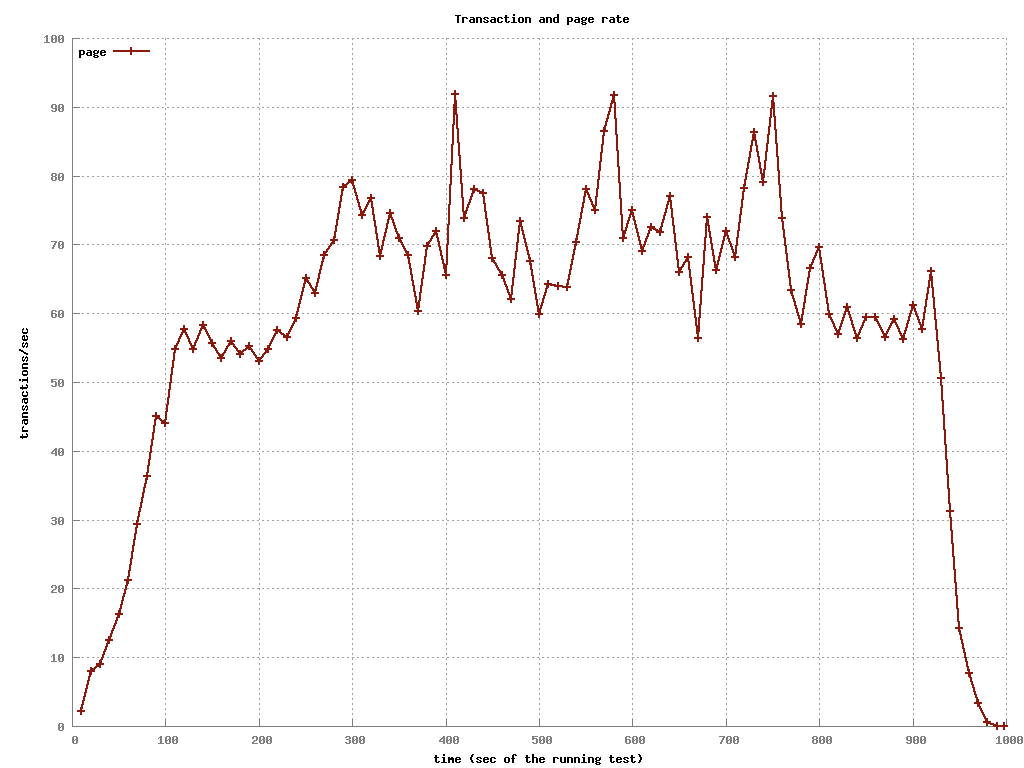 Transaction and page rate
page
100
90
80
70
60
50
40
30
20
10
0
transactions/sec
0 100 200 300 400 500 600 700 800 900 1000
time (sec of the running test)